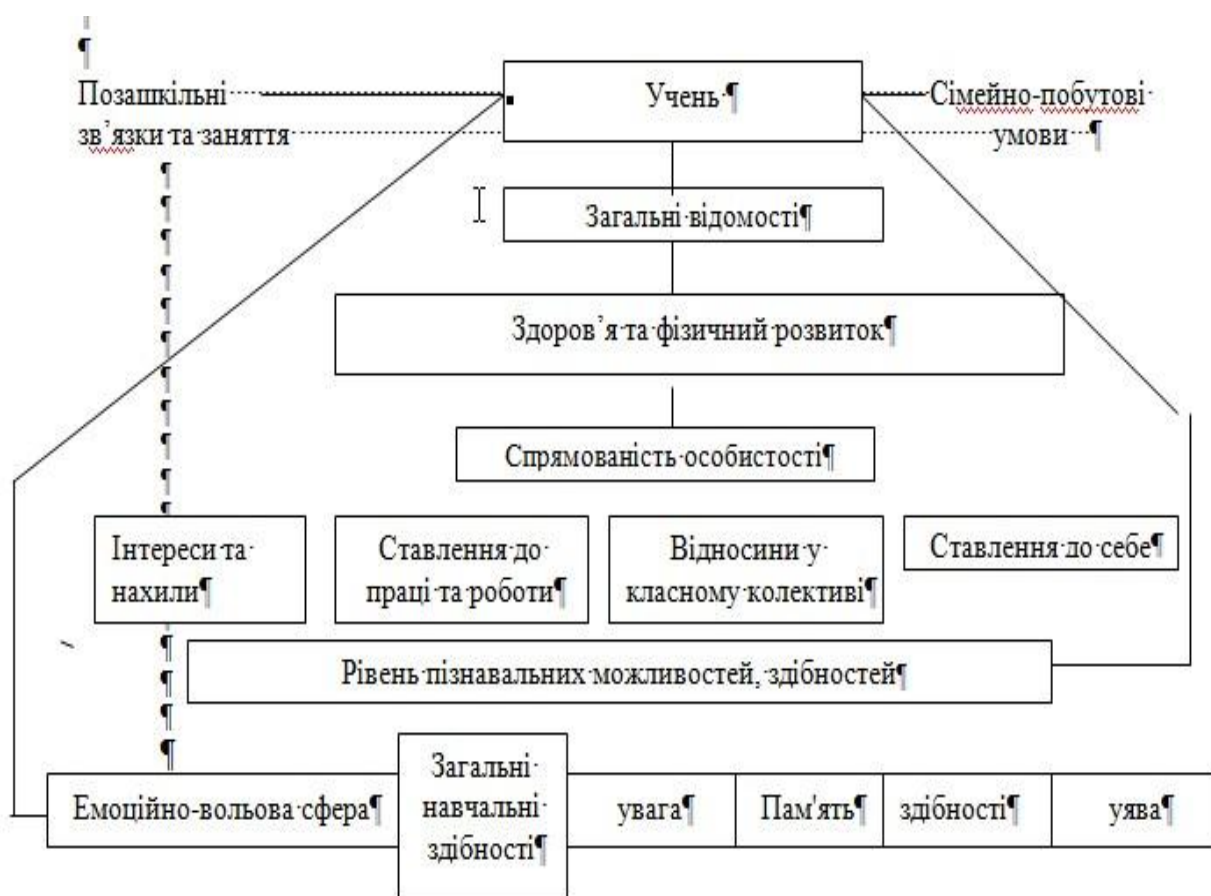 Позашкільні
зв’язки та заняття
Учень
Сімейно-побутові
умови
Загальні відомості
Здоров’я та фізичний розвиток
Спрямованість особистості
Інтереси та
нахили
Ставлення до
праці та роботи
Відносини у
класному колективі
Ставлення до себе
Рівень пізнавальних можливостей, здібностей
Емоційно-вольова сфера
Загальні
навчальні
здібності
увага
Пам'ять
здібності
уява